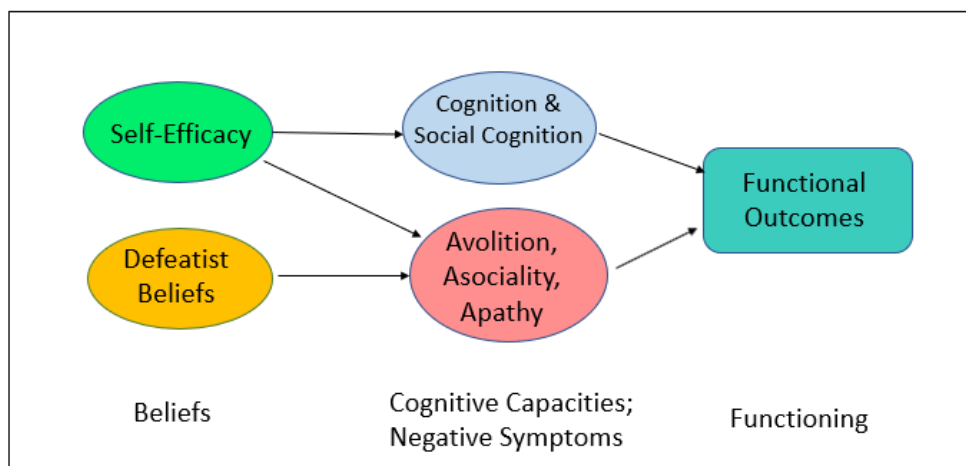 Self-Efficacy
Cognition &
Social Cognition
Functional
Outcomes
Defeatist
Beliefs
Avolition,
Asociality,
Apathy
Beliefs
Cognitive Capacities;
Negative Symptoms
Functioning